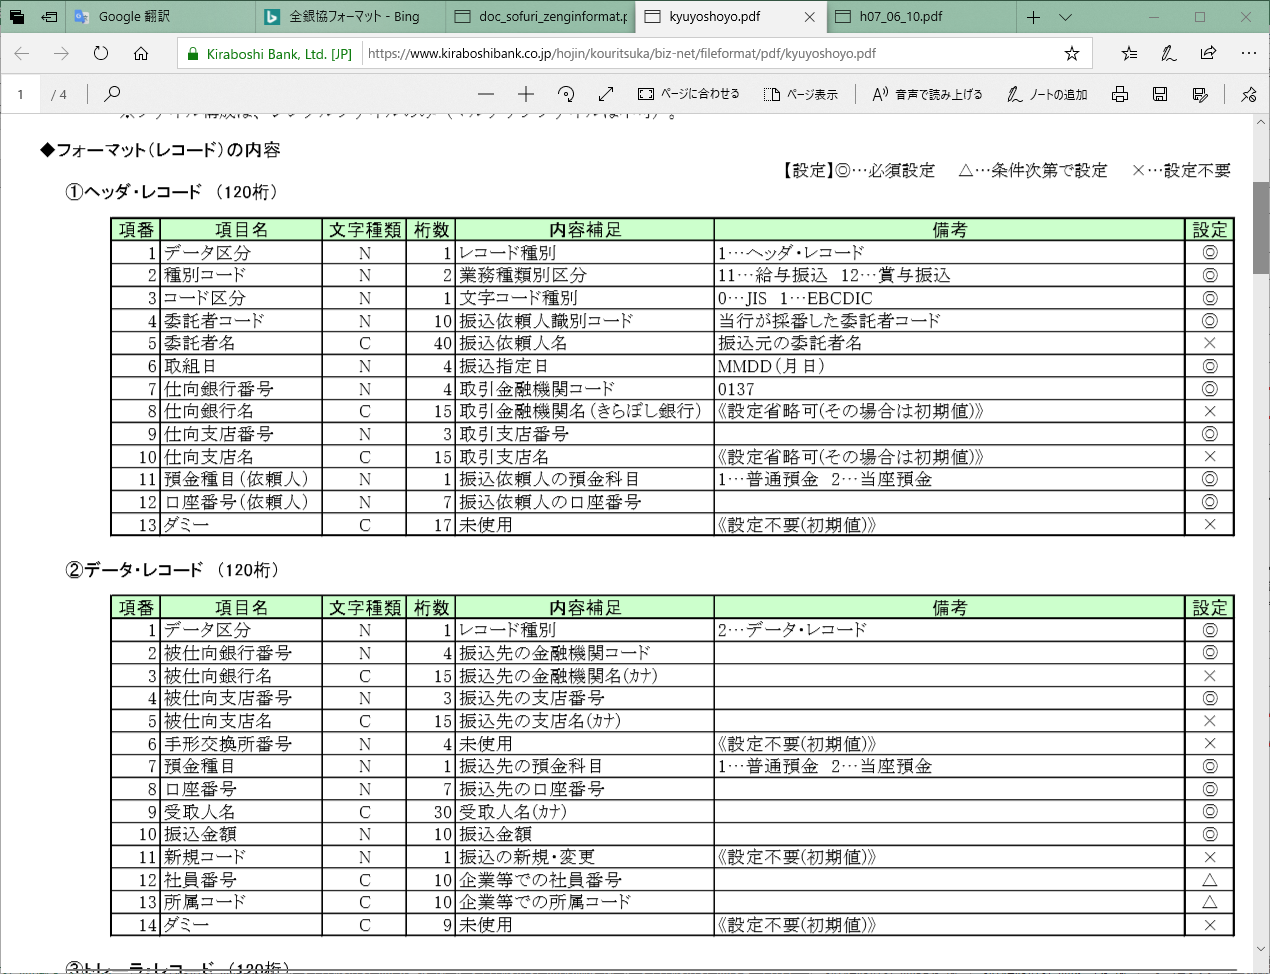 Google 翻訳
全銀協フォーマット - Bing
doc_sofuri_zenginformat.p
kyuyoshoyo.pdf
h07_06_10.pdf
Kiraboshi Bank, Ltd. [JP]
https://www.kiraboshibank.co.jp/hojin/kouritsuka/biz-net/fileformat/pdf/kyuyoshoyo.pdf
1 / 4
ページに合わせる
ページ表示
音声で読み上げる
ノートの追加
◆フォーマット(レコード)の内容
【設定】◎…必須設定 △…条件次第で設定 ×…設定不要
①ヘッダ・レコード (120桁)
項番 項目名 文字種類 桁数 内容補足 備考 設定
1 データ区分 N 1 レコード種別 1…ヘッダ・レコード ◎
2 種別コード N 2 業務種類別区分 11…給与振込 12…賞与振込 ◎
3 コード区分 N 1 文字コード種別 0…JIS 1…EBCDIC ◎
4 委託者コード N 10 振込依頼人識別コード 当行が採番した委託者コード ◎
5 委託者名 C 40 振込依頼人名 振込元の委託者名 ×
6 取組日 N 4 振込指定日 MMDD(月日) ◎
7 仕向銀行番号 N 4 取引金融機関コード 0137 ◎
8 仕向銀行名 C 15 取引金融機関名(きらぼし銀行) 《設定省略可(その場合は初期値)》 ×
9 仕向支店番号 N 3 取引支店番号 ◎
10 仕向支店名 C 15 取引支店名 《設定省略可(その場合は初期値)》 ×
11 預金種目(依頼人) N 1 振込依頼人の預金科目 1…普通預金 2…当座預金 ◎
12 口座番号(依頼人) N 7 振込依頼人の口座番号 ◎
13 ダミー C 17 未使用 《設定不要(初期値)》 ×
②データ・レコード (120桁)
項番 項目名 文字種類 桁数 内容補足 備考 設定
1 データ区分 N 1 レコード種別 2…データ・レコード ◎
2 被仕向銀行番号 N 4 振込先の金融機関コード ◎
3 被仕向銀行名 C 15 振込先の金融機関名(カナ) ×
4 被仕向支店番号 N 3 振込先の支店番号 ◎
5 被仕向支店名 C 15 振込先の支店名(カナ) ×
6 手形交換所番号 N 4 未使用 《設定不要(初期値)》 ×
7 預金種目 N 1 振込先の預金科目 1…普通預金 2…当座預金 ◎
8 口座番号 N 7 振込先の口座番号 ◎
9 受取人名 C 30 受取人名(カナ) ◎
10 振込金額 N 10 振込金額 ◎
11 新規コード N 1 振込の新規・変更 《設定不要(初期値)》 ×
12 社員番号 C 10 企業等での社員番号 △
13 所属コード C 10 企業等での所属コード △
14 ダミー C 9 未使用 《設定不要(初期値)》 ×
③トレーラ・レコード (120桁)